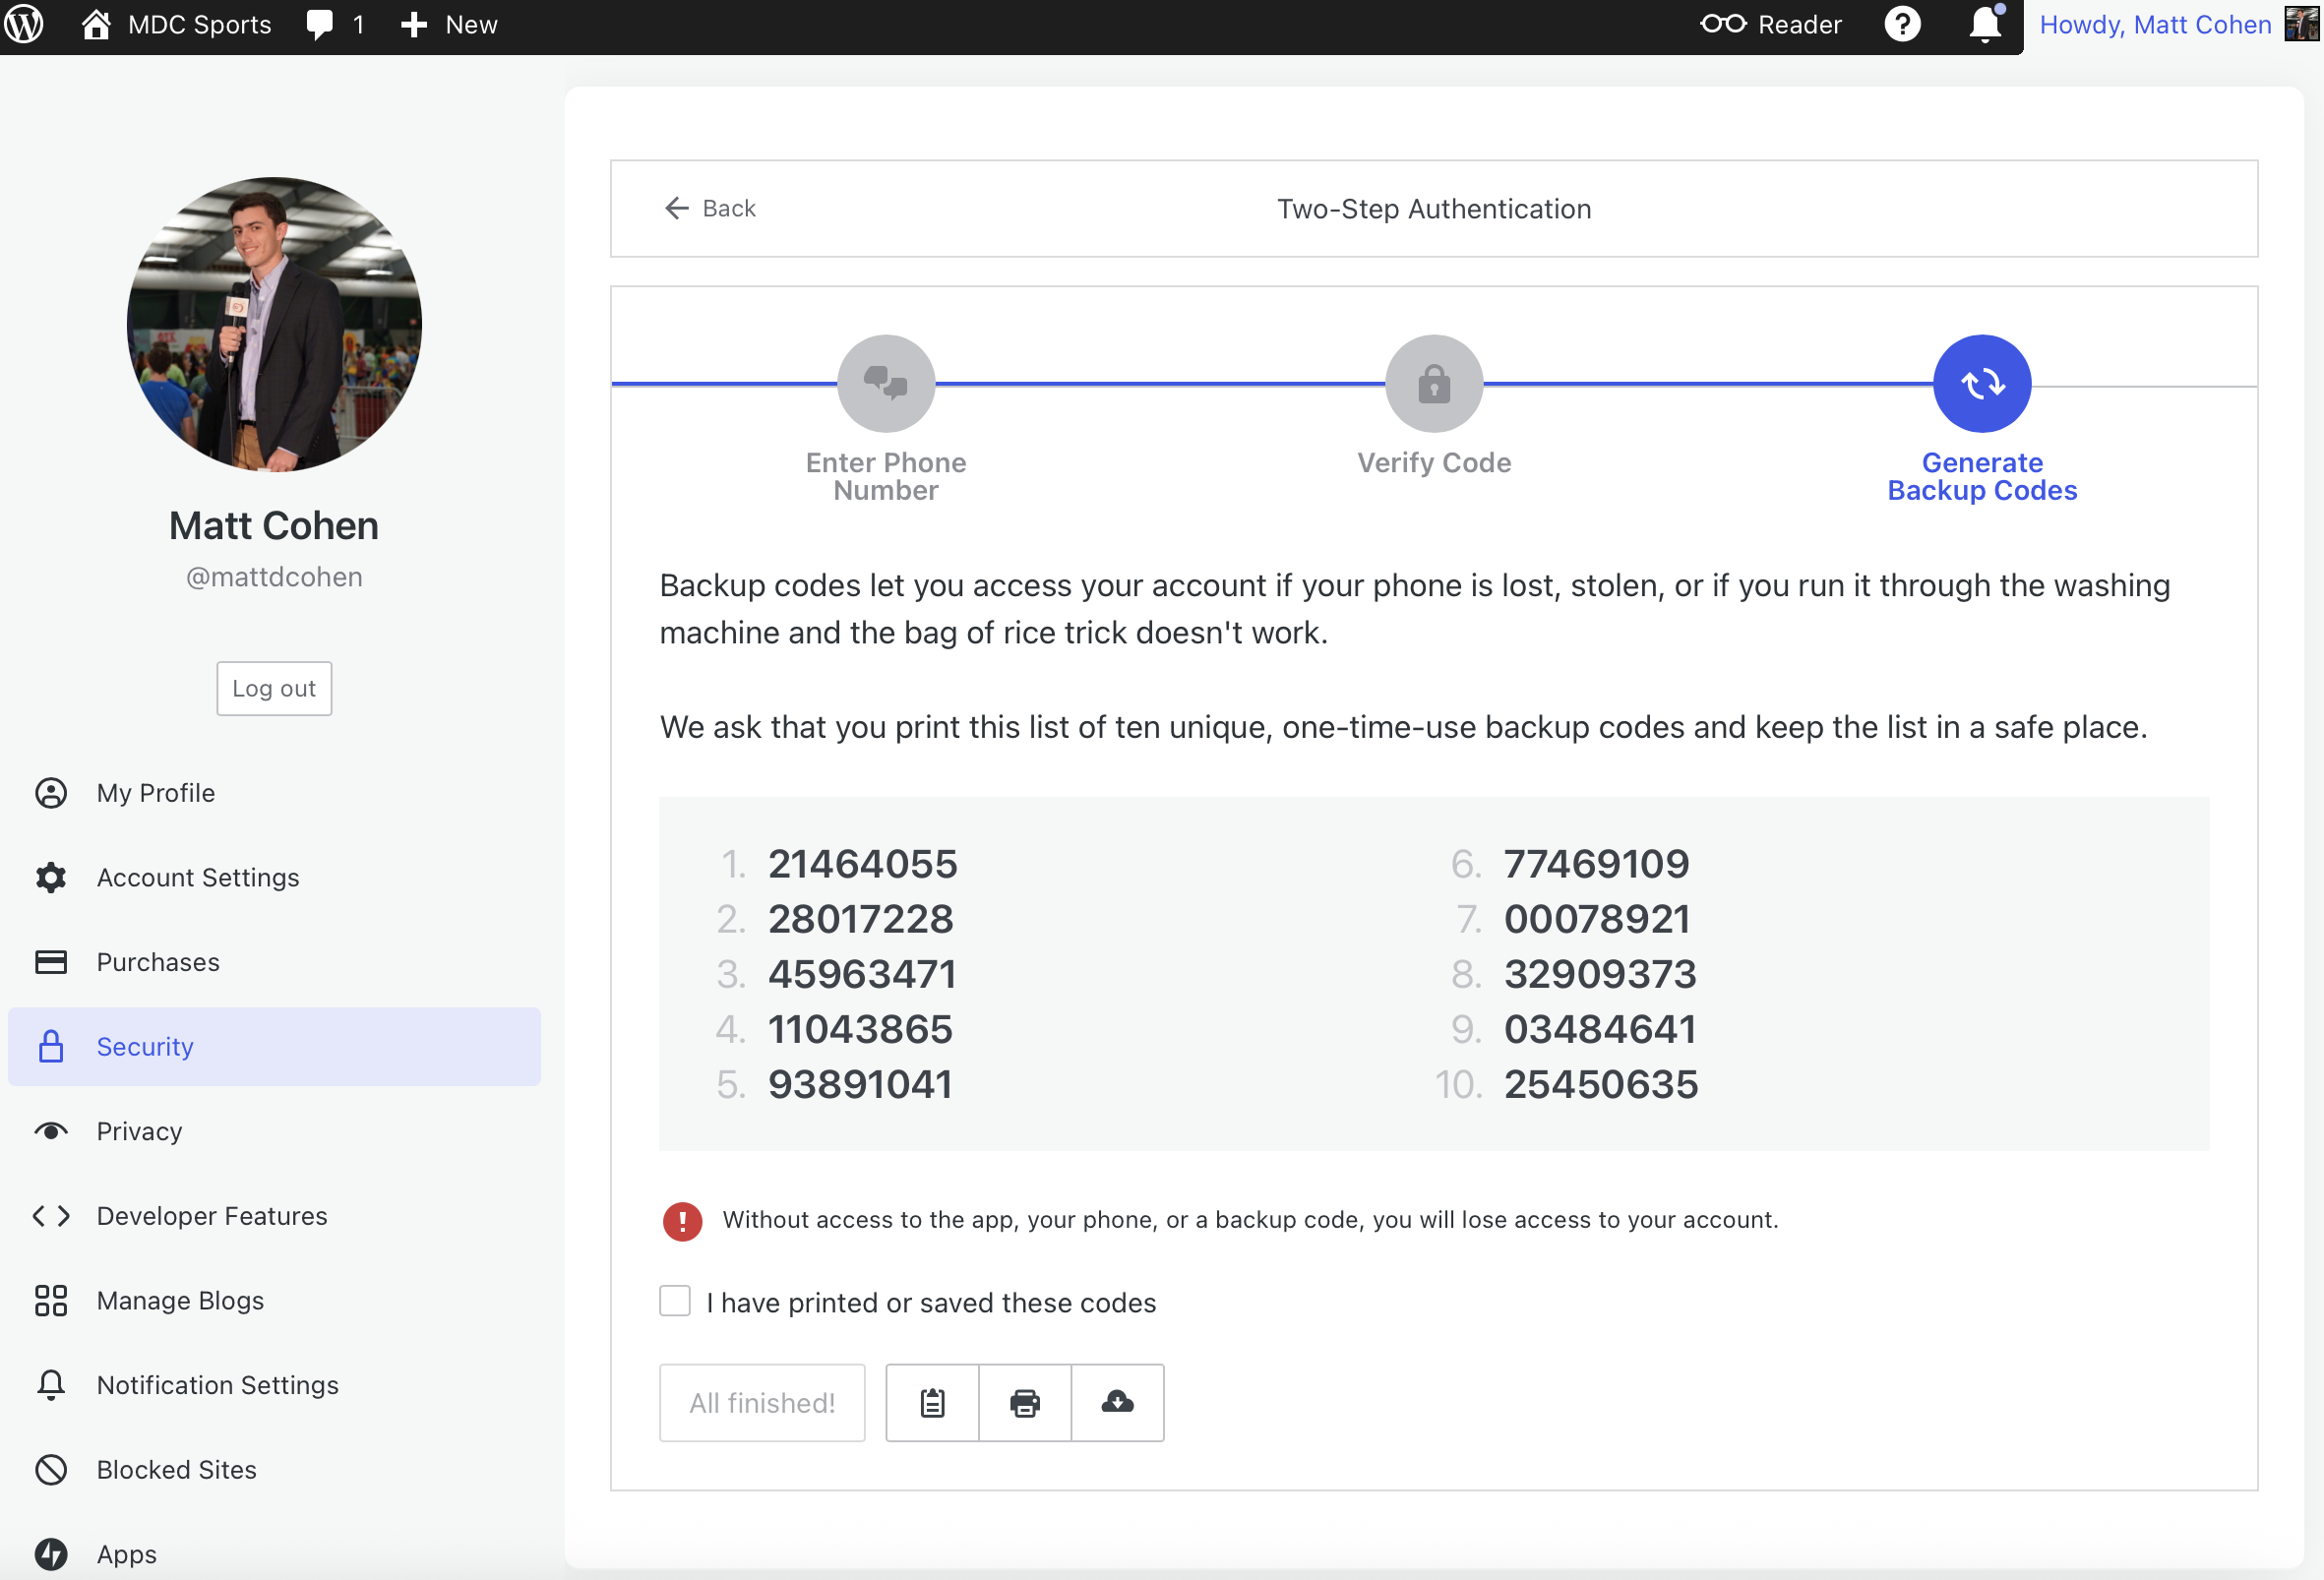 MDC Sports
1
New
Reader
Howdy, Matt Cohen
Matt Cohen
@mattdcohen
Log out
My Profile
Account Settings
Purchases
Security
Privacy
Developer Features
Manage Blogs
Notification Settings
Blocked Sites
Apps
Back
Two-Step Authentication
Enter Phone
Number
Verify Code
Generate
Backup Codes
Backup codes let you access your account if your phone is lost, stolen, or if you run it through the washing
machine and the bag of rice trick doesn't work.
We ask that you print this list of ten unique, one-time-use backup codes and keep the list in a safe place.
1. 21464055
2. 28017228
3. 45963471
4. 11043865
5. 93891041
6. 77469109
7. 00078921
8. 32909373
9. 03484641
10. 25450635
Without access to the app, your phone, or a backup code, you will lose access to your account.
I have printed or saved these codes
All finished!